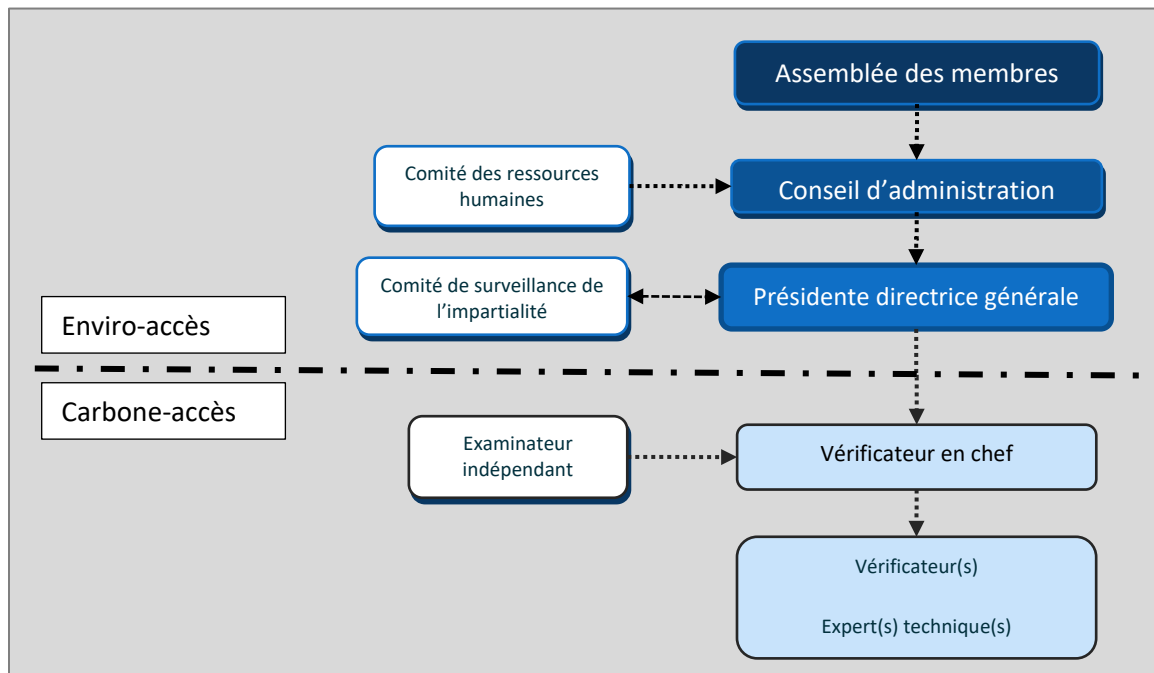 Assemblée des membres
Comité des ressources
humaines
Conseil d’administration
Comité de surveillance de
l’impartialité
Présidente directrice générale
Enviro-accès
Carbone-accès
Examinateur
indépendant
Vérificateur en chef
Vérificateur(s)
Expert(s) technique(s)